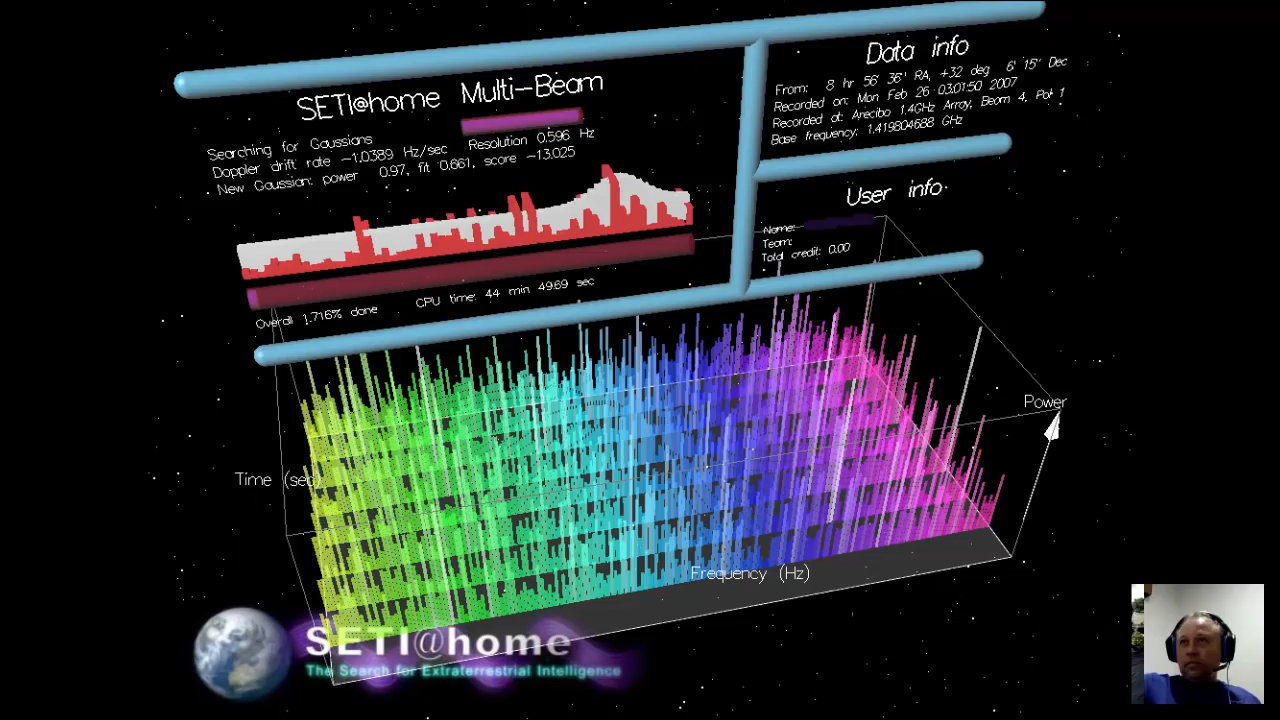 SETI@home Multi-Beam
Searching for Gaussians
Doppler drift rate -1.0389 Hz/sec Resolution 0.596 Hz
New Gaussian: power 0.97, fit 0.661, score -13.025
Overall 1.716% done CPU time: 44 min 49.69 sec
Data info
From: 8 hr 56' 36" RA, +32 deg 6' 15" Dec
Recorded on: Mon Feb 26 03:01:50 2007
Recorded at: Arecibo 1.4GHz Array, Beam 4, Pol 1
Base frequency: 1.419804688 GHz
User info
Name:
Team:
Total credit: 0.00
Power
Time (sec)
Frequency (Hz)
SETI@home
The Search for Extraterrestrial Intelligence